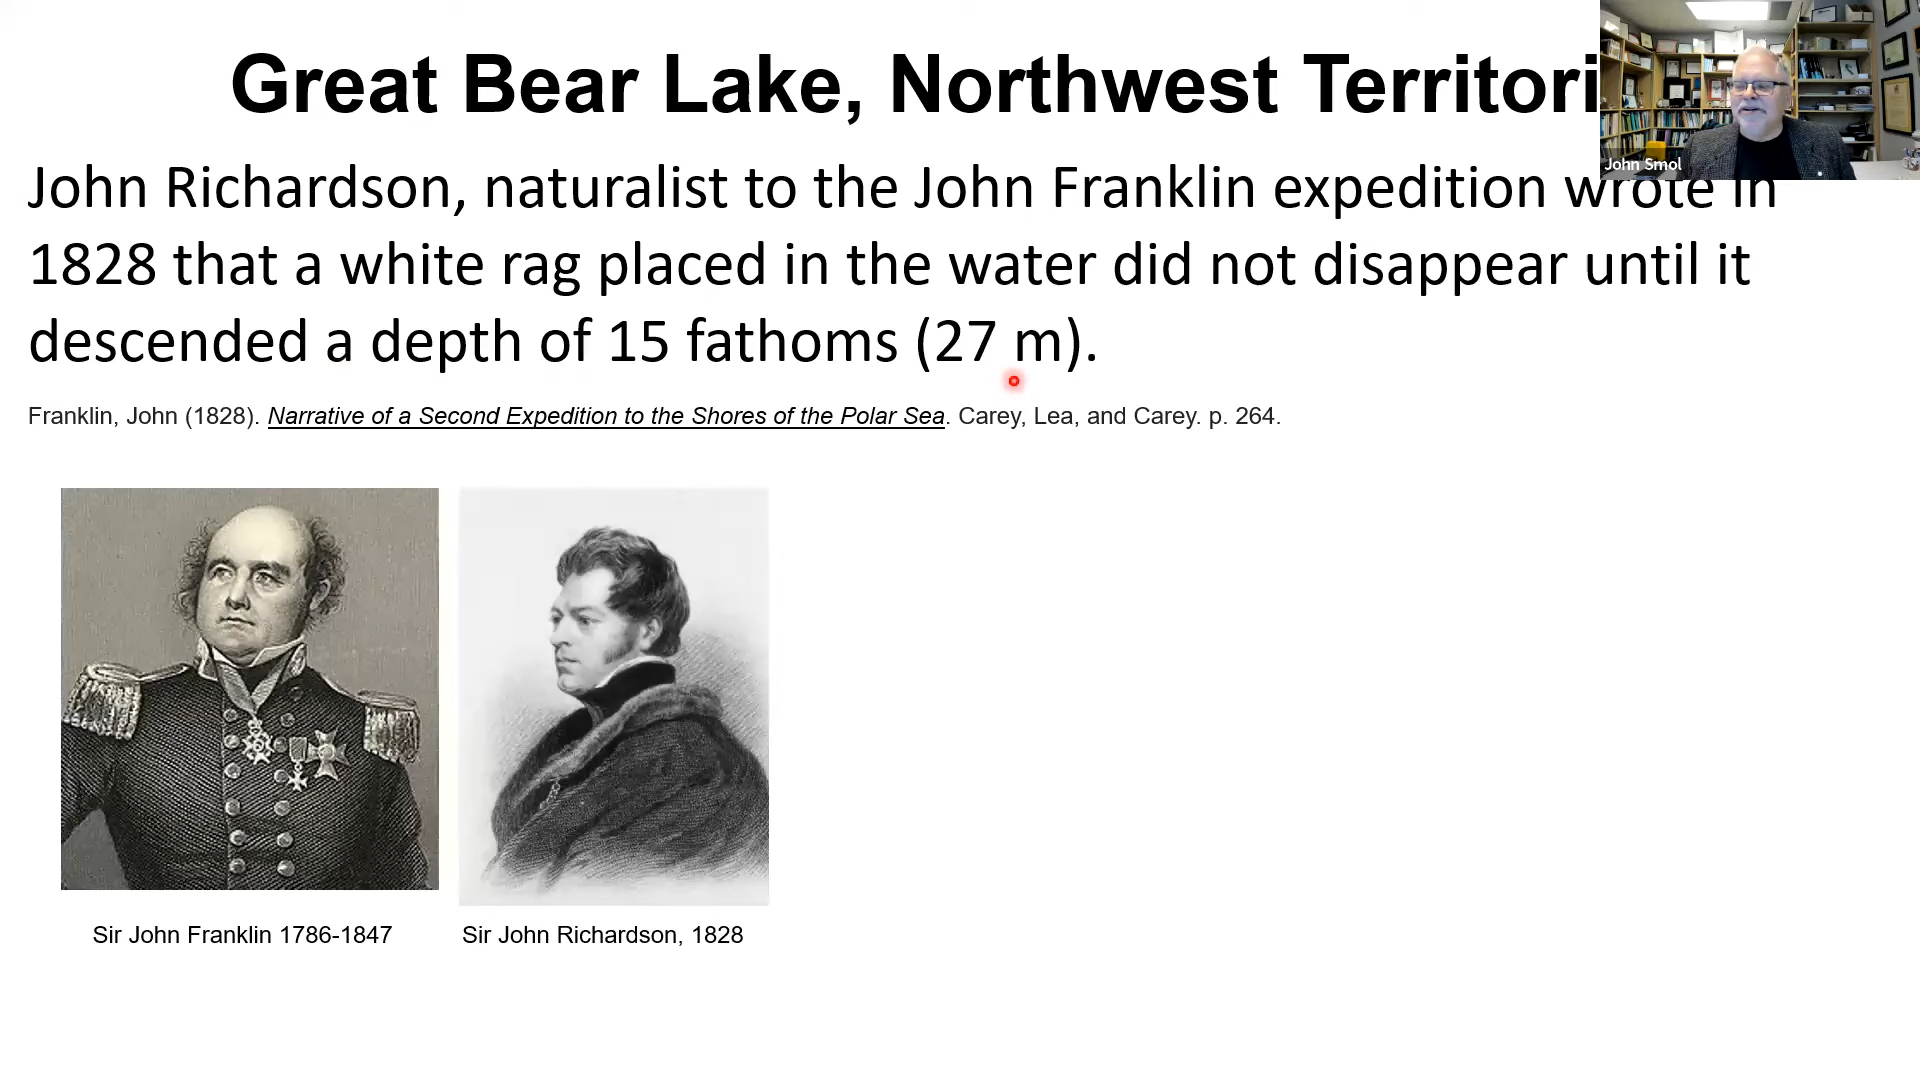 Great Bear Lake, Northwest Territori
John Smol
John Richardson, naturalist to the John Franklin expedition wrote in
1828 that a white rag placed in the water did not disappear until it
descended a depth of 15 fathoms (27 m).
Franklin, John (1828). Narrative of a Second Expedition to the Shores of the Polar Sea. Carey, Lea, and Carey. p. 264.
Sir John Franklin 1786-1847
Sir John Richardson, 1828